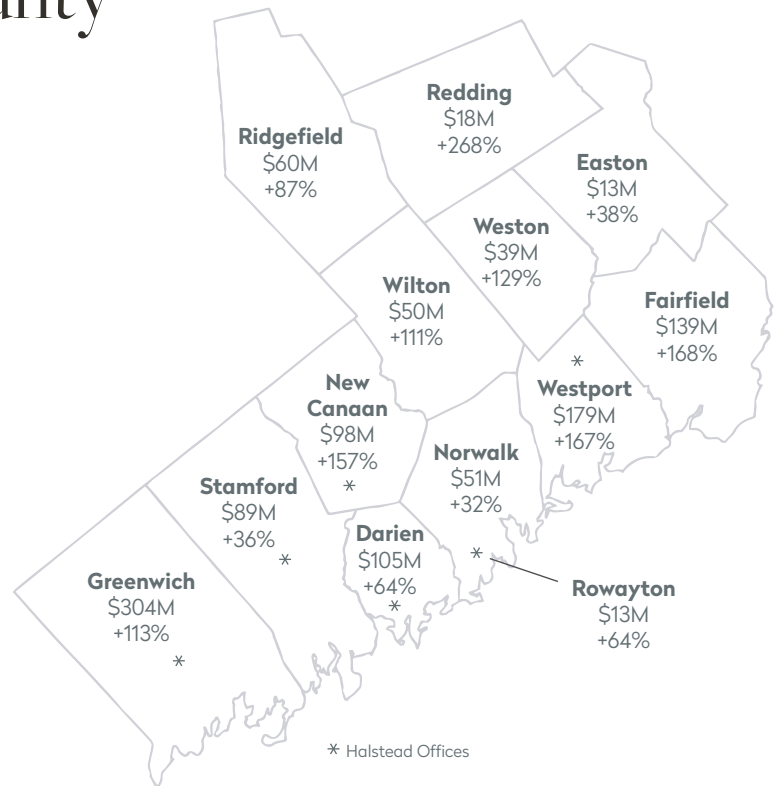 Redding
$18M
+268%
Ridgefield
$60M
+87%
Easton
$13M
+38%
Weston
$39M
+129%
Wilton
$50M
+111%
Fairfield
$139M
+168%
*
Westport
$179M
+167%
New
Canaan
$98M
+157%
*
Norwalk
$51M
+32%
*
Stamford
$89M
+36%
*
Darien
$105M
+64%
*
Greenwich
$304M
+113%
*
Rowayton
$13M
+64%
* Halstead Offices